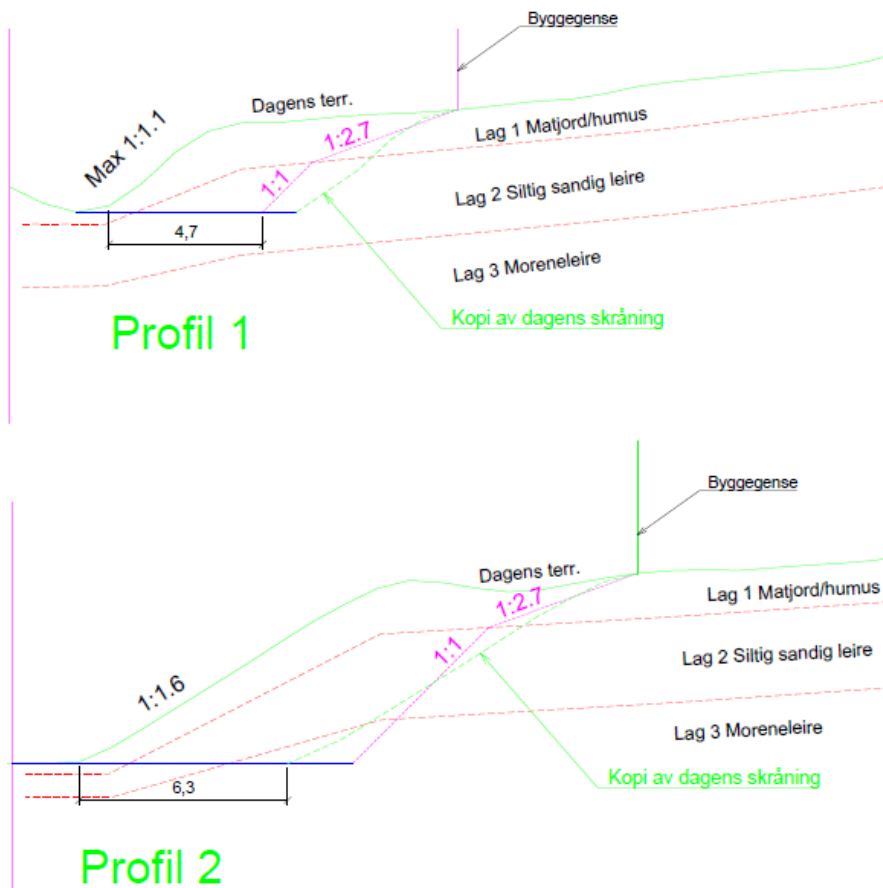 Byggegense
Dagens terr.
Max 1:1.1
1:2.7
1:1
Lag 1 Matjord/humus
Lag 2 Siltig sandig leire
4,7
Lag 3 Moreneleire
Profil 1
Kopi av dagens skråning
Byggegense
Dagens terr.
1:2.7
Lag 1 Matjord/humus
1:1
Lag 2 Siltig sandig leire
1:1.6
Lag 3 Moreneleire
6,3
Kopi av dagens skråning
Profil 2